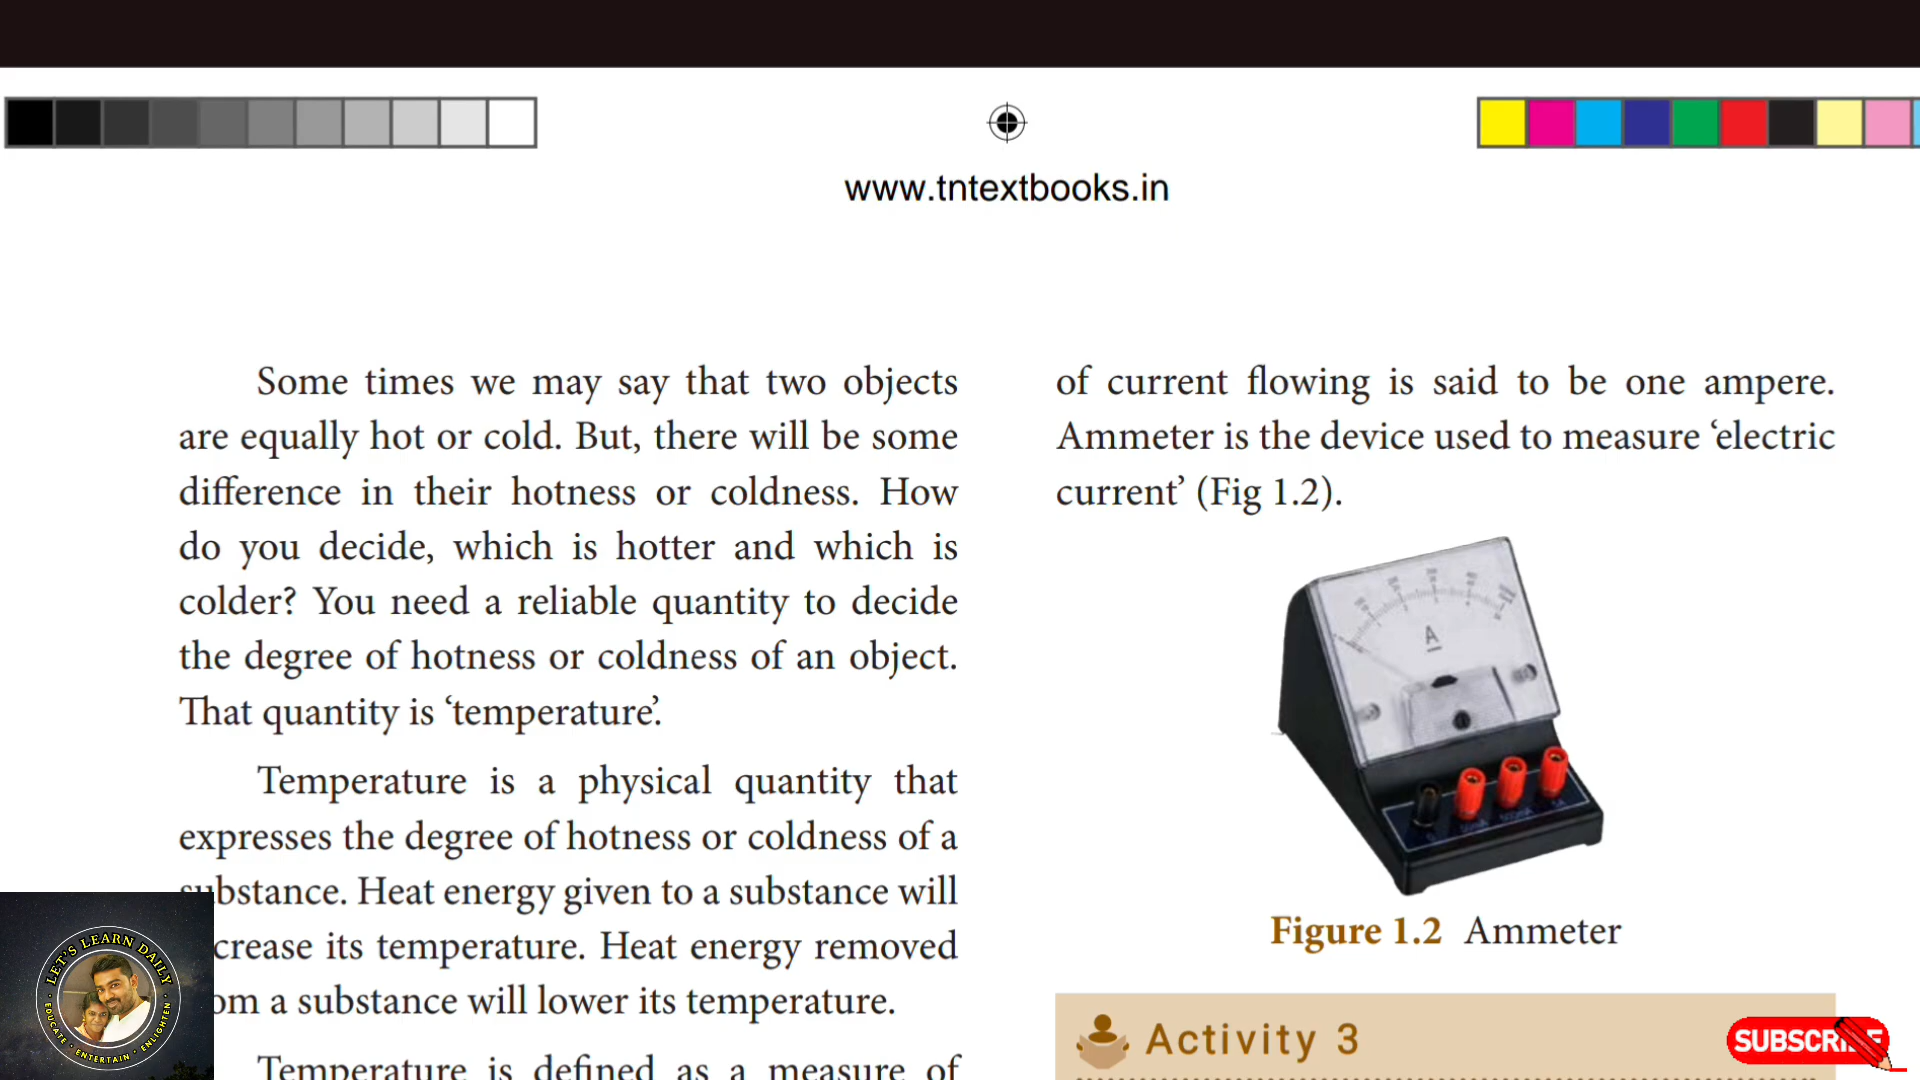 www.tntextbooks.in
Some times we may say that two objects
are equally hot or cold. But, there will be some
difference in their hotness or coldness. How
do you decide, which is hotter and which is
colder? You need a reliable quantity to decide
the degree of hotness or coldness of an object.
That quantity is ‘temperature’.
Temperature is a physical quantity that
expresses the degree of hotness or coldness of a
substance. Heat energy given to a substance will
crease its temperature. Heat energy removed
om a substance will lower its temperature.
Temperature is defined as a measure of
of current flowing is said to be one ampere.
Ammeter is the device used to measure ‘electric
current’ (Fig 1.2).
A
Figure 1.2 Ammeter
Activity 3
LET'S LEARN DAILY
EDUCATE • ENTERTAIN • ENLIGHTEN
SUBSCRIBE